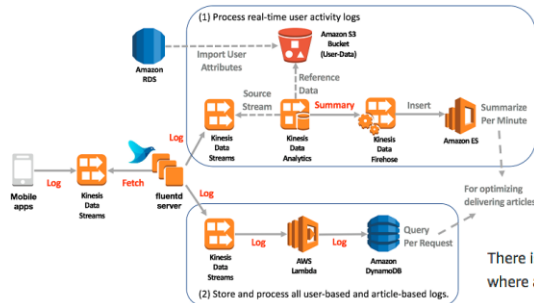 (1) Process real-time user activity logs
Amazon S3
Bucket
(User-Data)
Amazon
RDS
Import User
Attributes
Reference
Data
Source
Stream
Summary
Insert
Summarize
Per Minute
Log
Kinesis
Data
Streams
Kinesis
Data
Analytics
Kinesis
Data
Firehose
Amazon ES
Log
Fetch
Mobile
apps
Kinesis
Data
Streams
fluentd
server
Log
For optimizing
delivering articles
Log
Log
Query
Per Request
Kinesis
Data
Streams
AWS
Lambda
Amazon
DynamoDB
(2) Store and process all user-based and article-based logs.
There i
where a